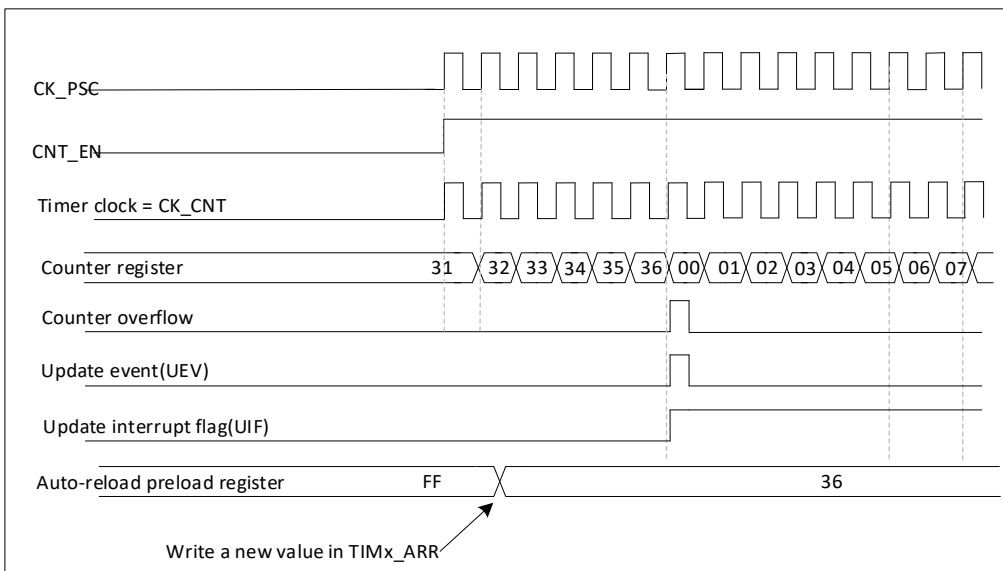 CK_PSC
CNT_EN
Timer clock = CK_CNT
Counter register 31 32 33 34 35 36 00 01 02 03 04 05 06 07
Counter overflow
Update event(UEV)
Update interrupt flag(UIF)
Auto-reload preload register FF 36
Write a new value in TIMx_ARR